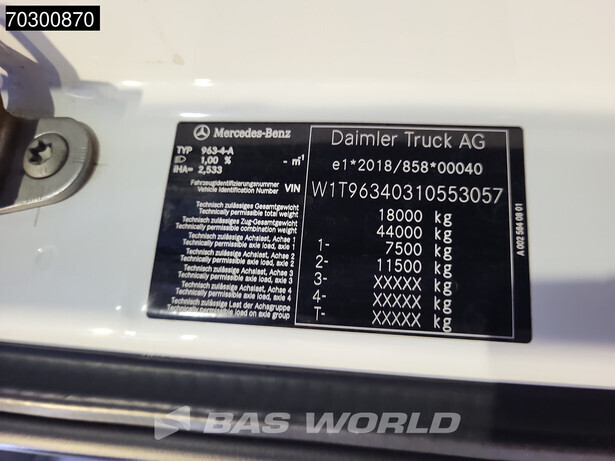 70300870
Mercedes-Benz
TYP 963-4-A
1,00 % - m⁻¹
iHA= 2,533
Fahrzeugidentifizierungsnummer
Vehicle Identification Number VIN
Technisch zulässiges Gesamtgewicht
Technically permissible total weight
Technisch zulässiges Zug-Gesamtgewicht
Technically permissible combination weight
Technisch zulässige Achslast, Achse 1
Technically permissible axle load, axle 1
Technisch zulässige Achslast, Achse 2
Technically permissible axle load, axle 2
Technisch zulässige Achslast, Achse 3
Technically permissible axle load, axle 3
Technisch zulässige Achslast, Achse 4
Technically permissible axle load, axle 4
Technisch zulässige Last der Achsgruppe
Technically permissible load on axle group
Daimler Truck AG
e1*2018/858*00040
W1T96340310553057
18000 kg
44000 kg
1- 7500 kg
2- 11500 kg
3- XXXXX kg
4- XXXXX kg
T- XXXXX kg
A 002 584 08 01
BAS WORLD